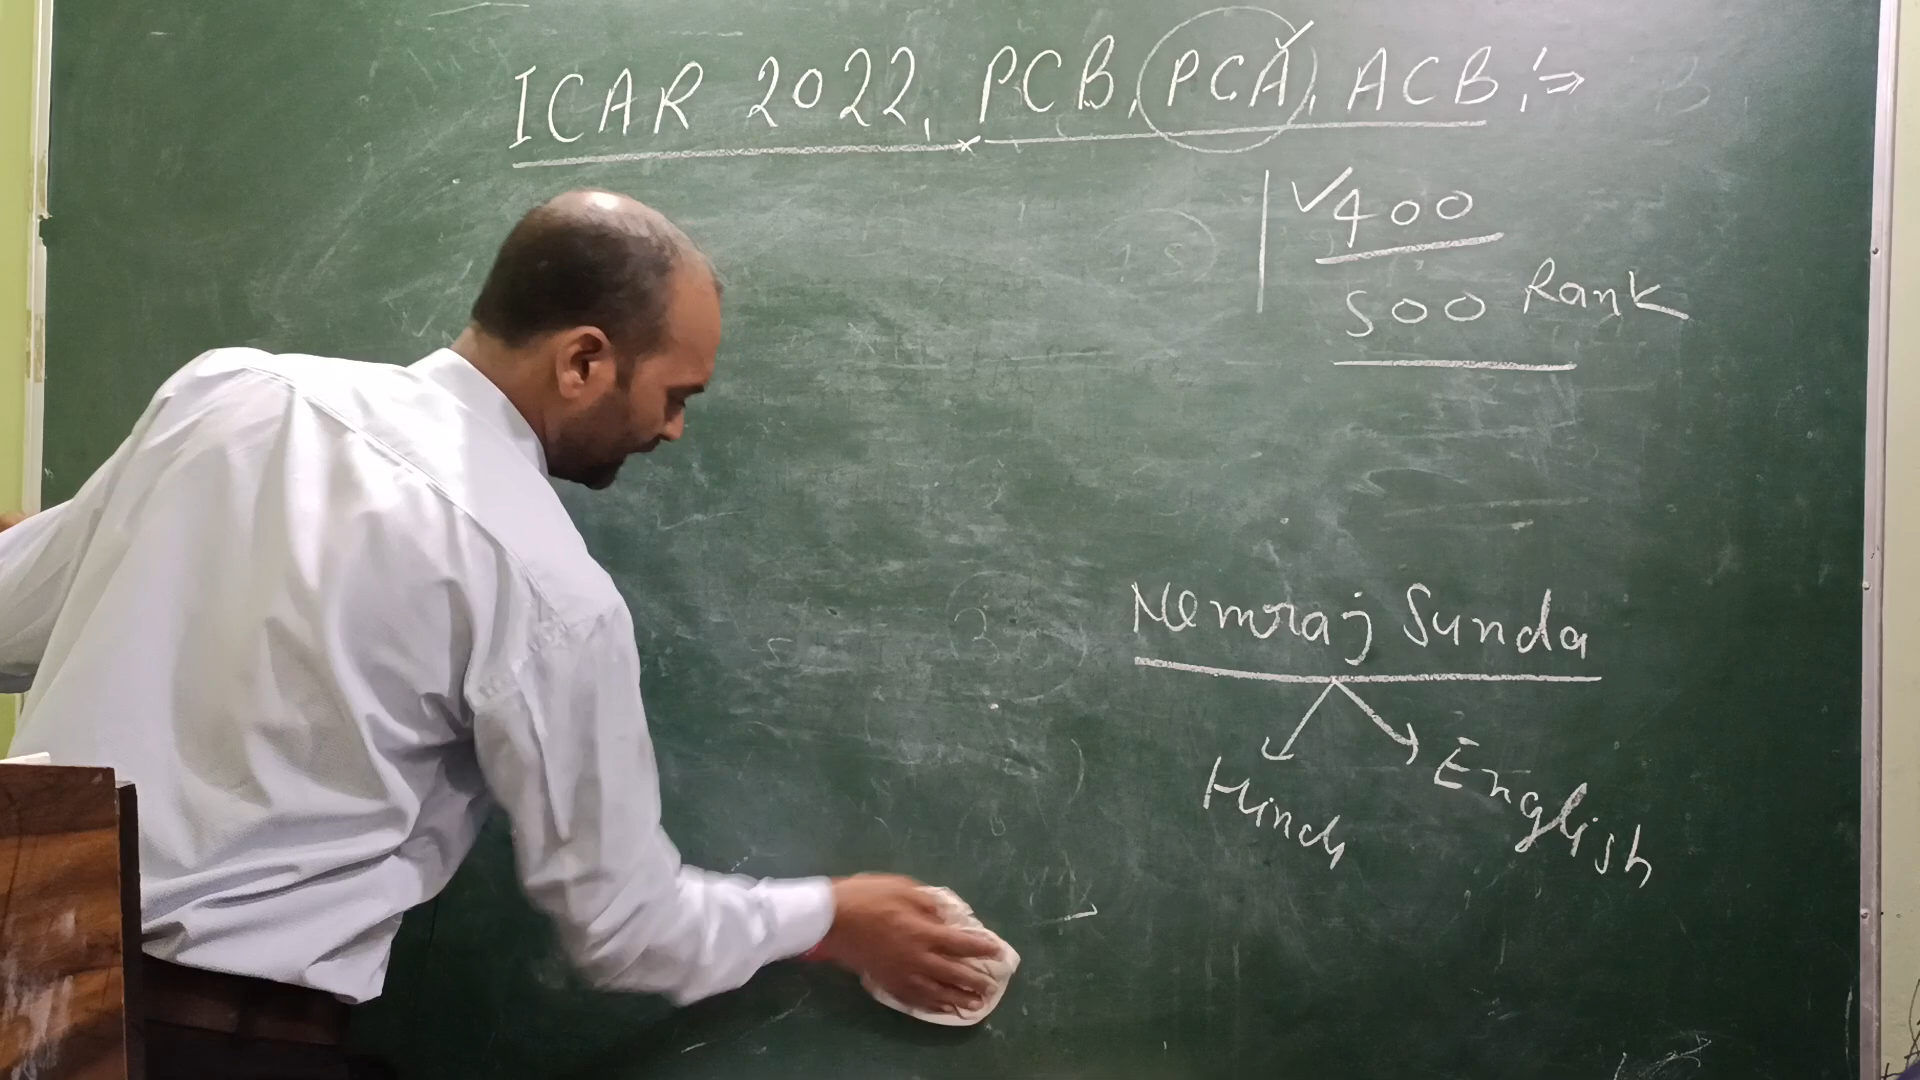 ICAR 2022, PCB, PCA, ACB :⇒
✓400
500 Rank
Nemraj Sunda
Hindi
English